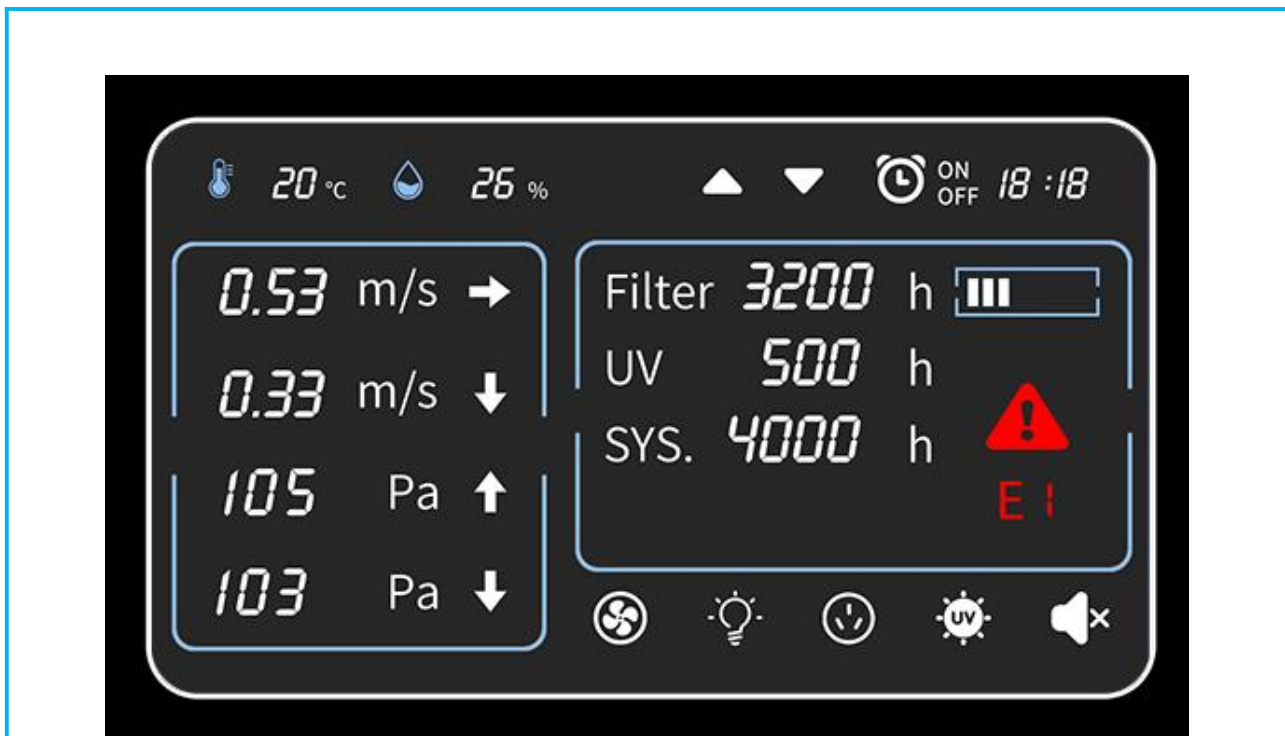 20 °C 26 % ON OFF 18:18
0.53 m/s
0.33 m/s
105 Pa
103 Pa
Filter 3200 h
UV 500 h
SYS. 4000 h
E1
UV